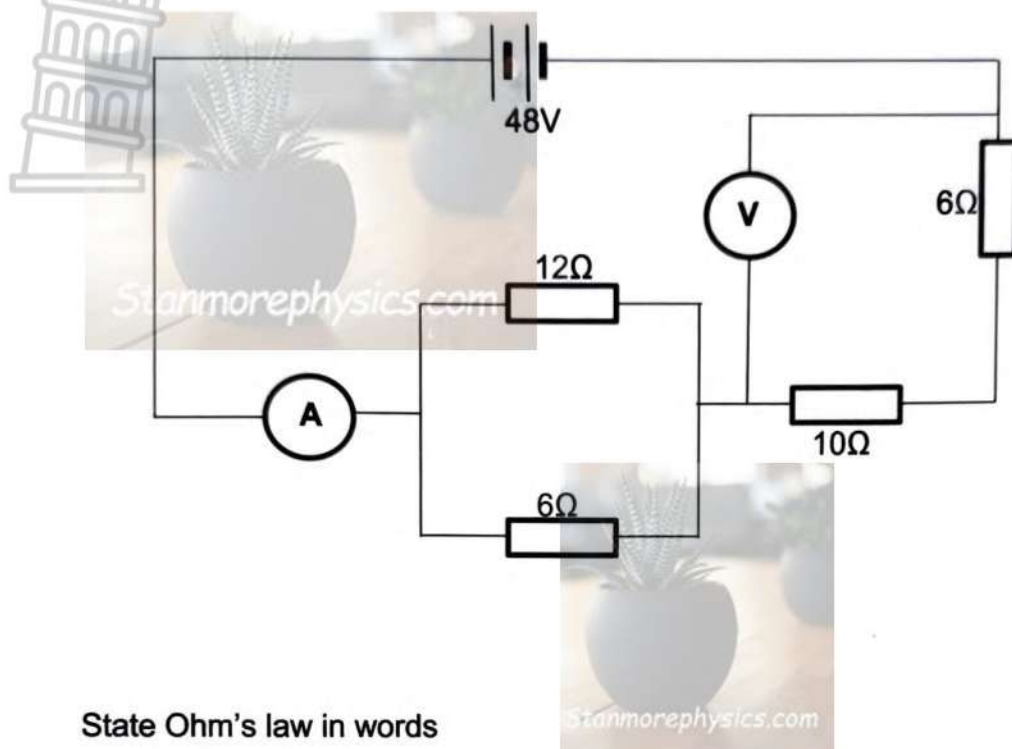 48V
V
6Ω
12Ω
Stanmorephysics.com
A
10Ω
6Ω
State Ohm's law in words
Stanmorephysics.com